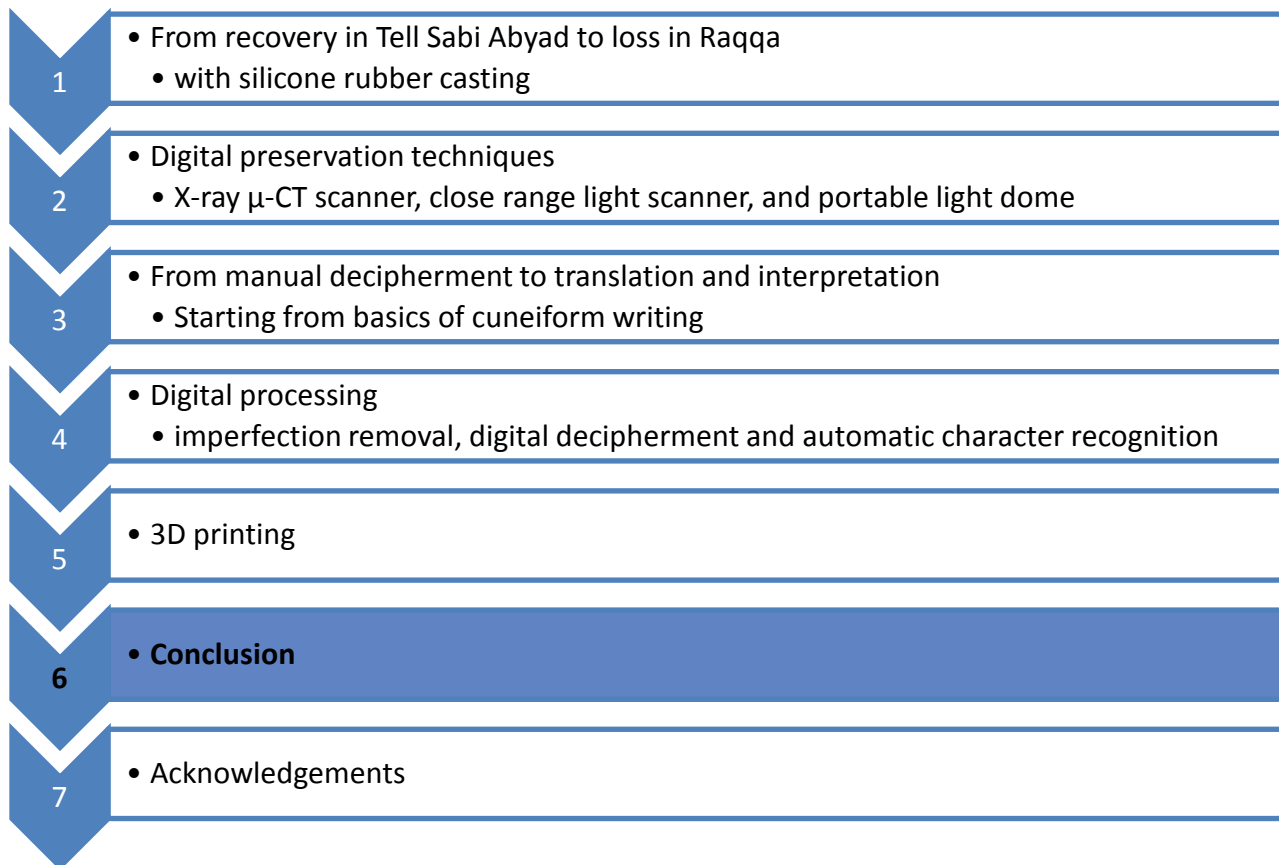 1
• From recovery in Tell Sabi Abyad to loss in Raqqa
• with silicone rubber casting
2
• Digital preservation techniques
• X-ray µ-CT scanner, close range light scanner, and portable light dome
3
• From manual decipherment to translation and interpretation
• Starting from basics of cuneiform writing
4
• Digital processing
• imperfection removal, digital decipherment and automatic character recognition
5
• 3D printing
6
• Conclusion
7
• Acknowledgements